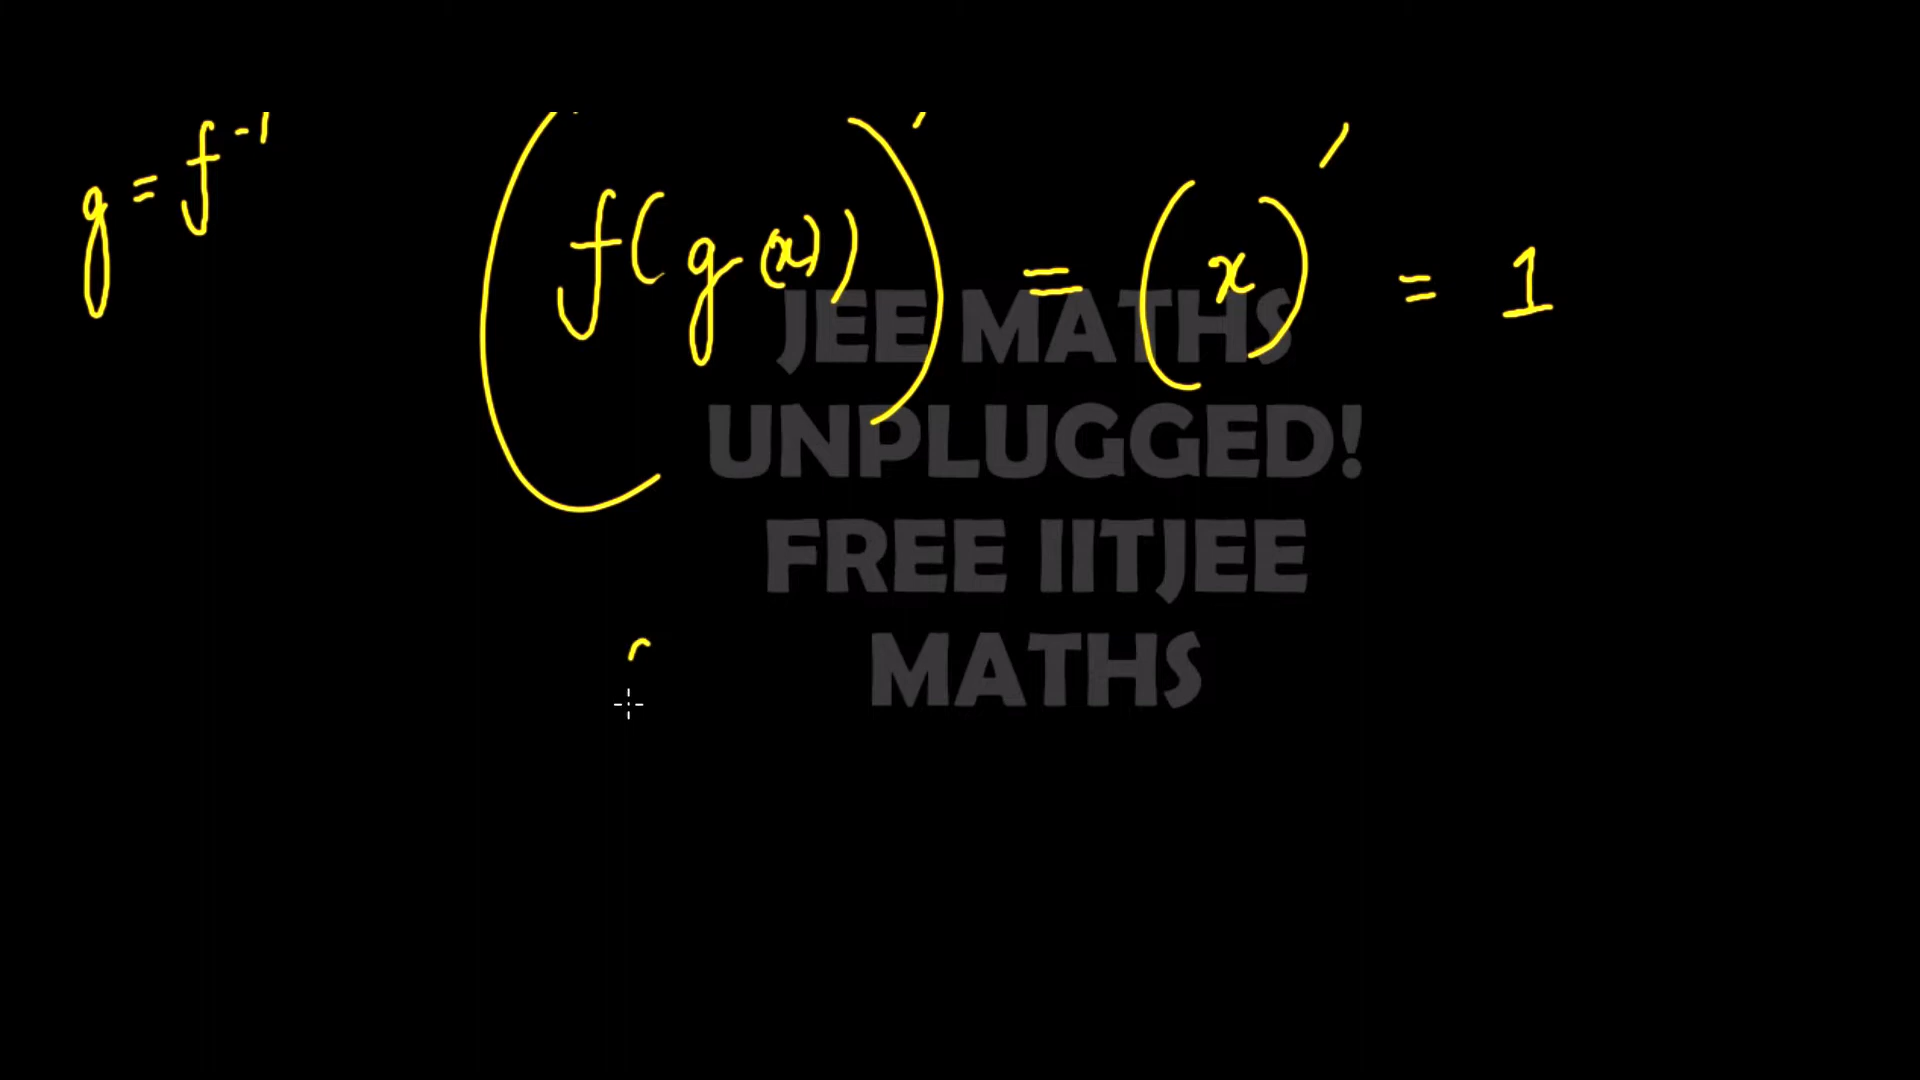 g = f⁻¹
(f(g(x)))' = (x)' = 1
JEE MATHS
UNPLUGGED!
FREE IITJEE
MATHS